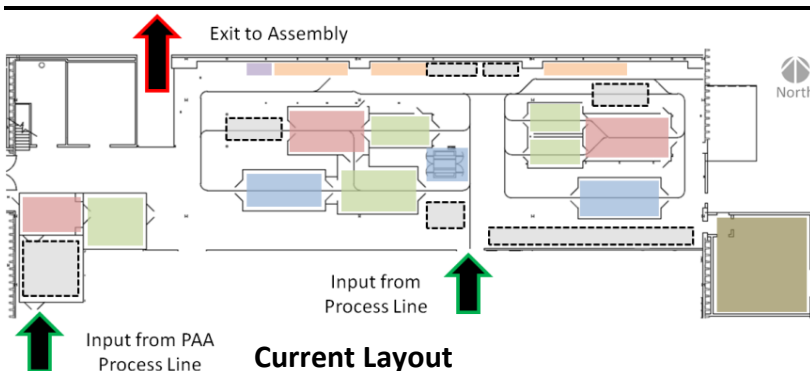 Exit to Assembly
North
Input from
Process Line
Input from PAA
Process Line
Current Layout